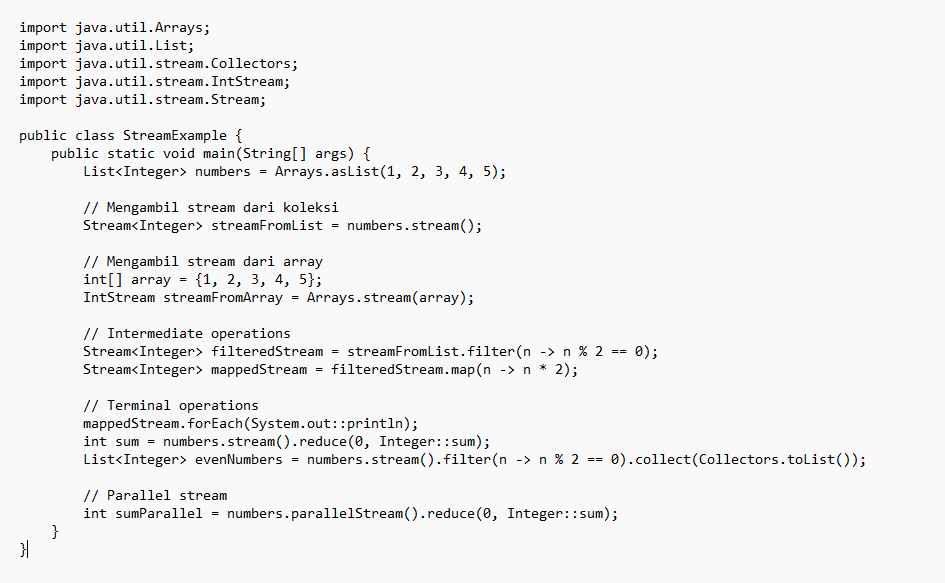 import java.util.Arrays;
import java.util.List;
import java.util.stream.Collectors;
import java.util.stream.IntStream;
import java.util.stream.Stream;

public class StreamExample {
    public static void main(String[] args) {
        List<Integer> numbers = Arrays.asList(1, 2, 3, 4, 5);

        // Mengambil stream dari koleksi
        Stream<Integer> streamFromList = numbers.stream();

        // Mengambil stream dari array
        int[] array = {1, 2, 3, 4, 5};
        IntStream streamFromArray = Arrays.stream(array);

        // Intermediate operations
        Stream<Integer> filteredStream = streamFromList.filter(n -> n % 2 == 0);
        Stream<Integer> mappedStream = filteredStream.map(n -> n * 2);

        // Terminal operations
        mappedStream.forEach(System.out::println);
        int sum = numbers.stream().reduce(0, Integer::sum);
        List<Integer> evenNumbers = numbers.stream().filter(n -> n % 2 == 0).collect(Collectors.toList());

        // Parallel stream
        int sumParallel = numbers.parallelStream().reduce(0, Integer::sum);
    }
}